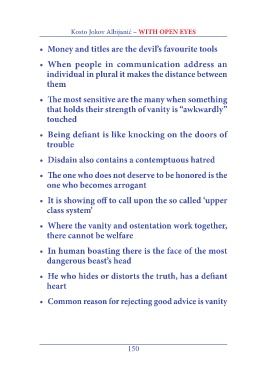 Kosto Jokov Albijanić – WITH OPEN EYES
• Money and titles are the devil's favourite tools
• When people in communication address an
individual in plural it makes the distance between
them
• The most sensitive are the many when something
that holds their strength of vanity is “awkwardly”
touched
• Being defiant is like knocking on the doors of
trouble
• Disdain also contains a contemptuous hatred
• The one who does not deserve to be honored is the
one who becomes arrogant
• It is showing off to call upon the so called ‘upper
class system’
• Where the vanity and ostentation work together,
there cannot be welfare
• In human boasting there is the face of the most
dangerous beast’s head
• He who hides or distorts the truth, has a defiant
heart
• Common reason for rejecting good advice is vanity
150